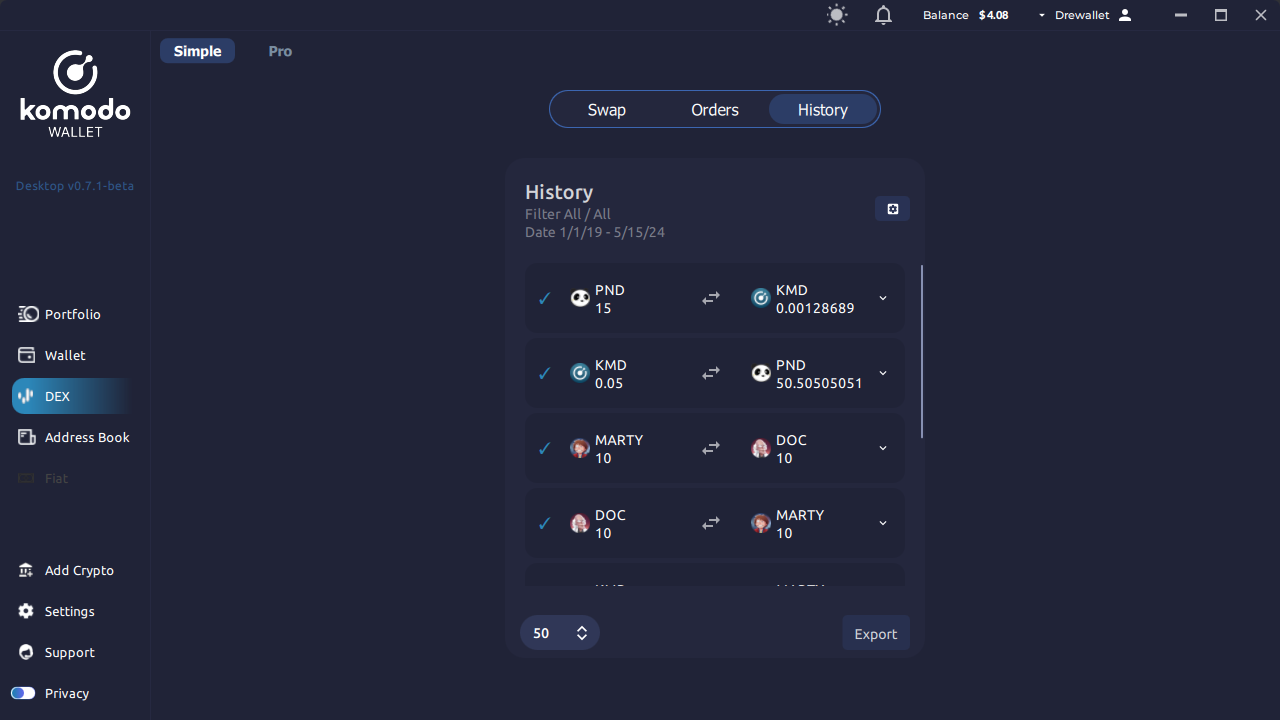 Balance $ 4.08 Drewallet
komodo
WALLET
Desktop v0.7.1-beta
Portfolio
Wallet
DEX
Address Book
Fiat
Add Crypto
Settings
Support
Privacy
Simple Pro
Swap Orders History
History
Filter All / All
Date 1/1/19 - 5/15/24
PND KMD
15 0.00128689
KMD PND
0.05 50.50505051
MARTY DOC
10 10
DOC MARTY
10 10
50 Export